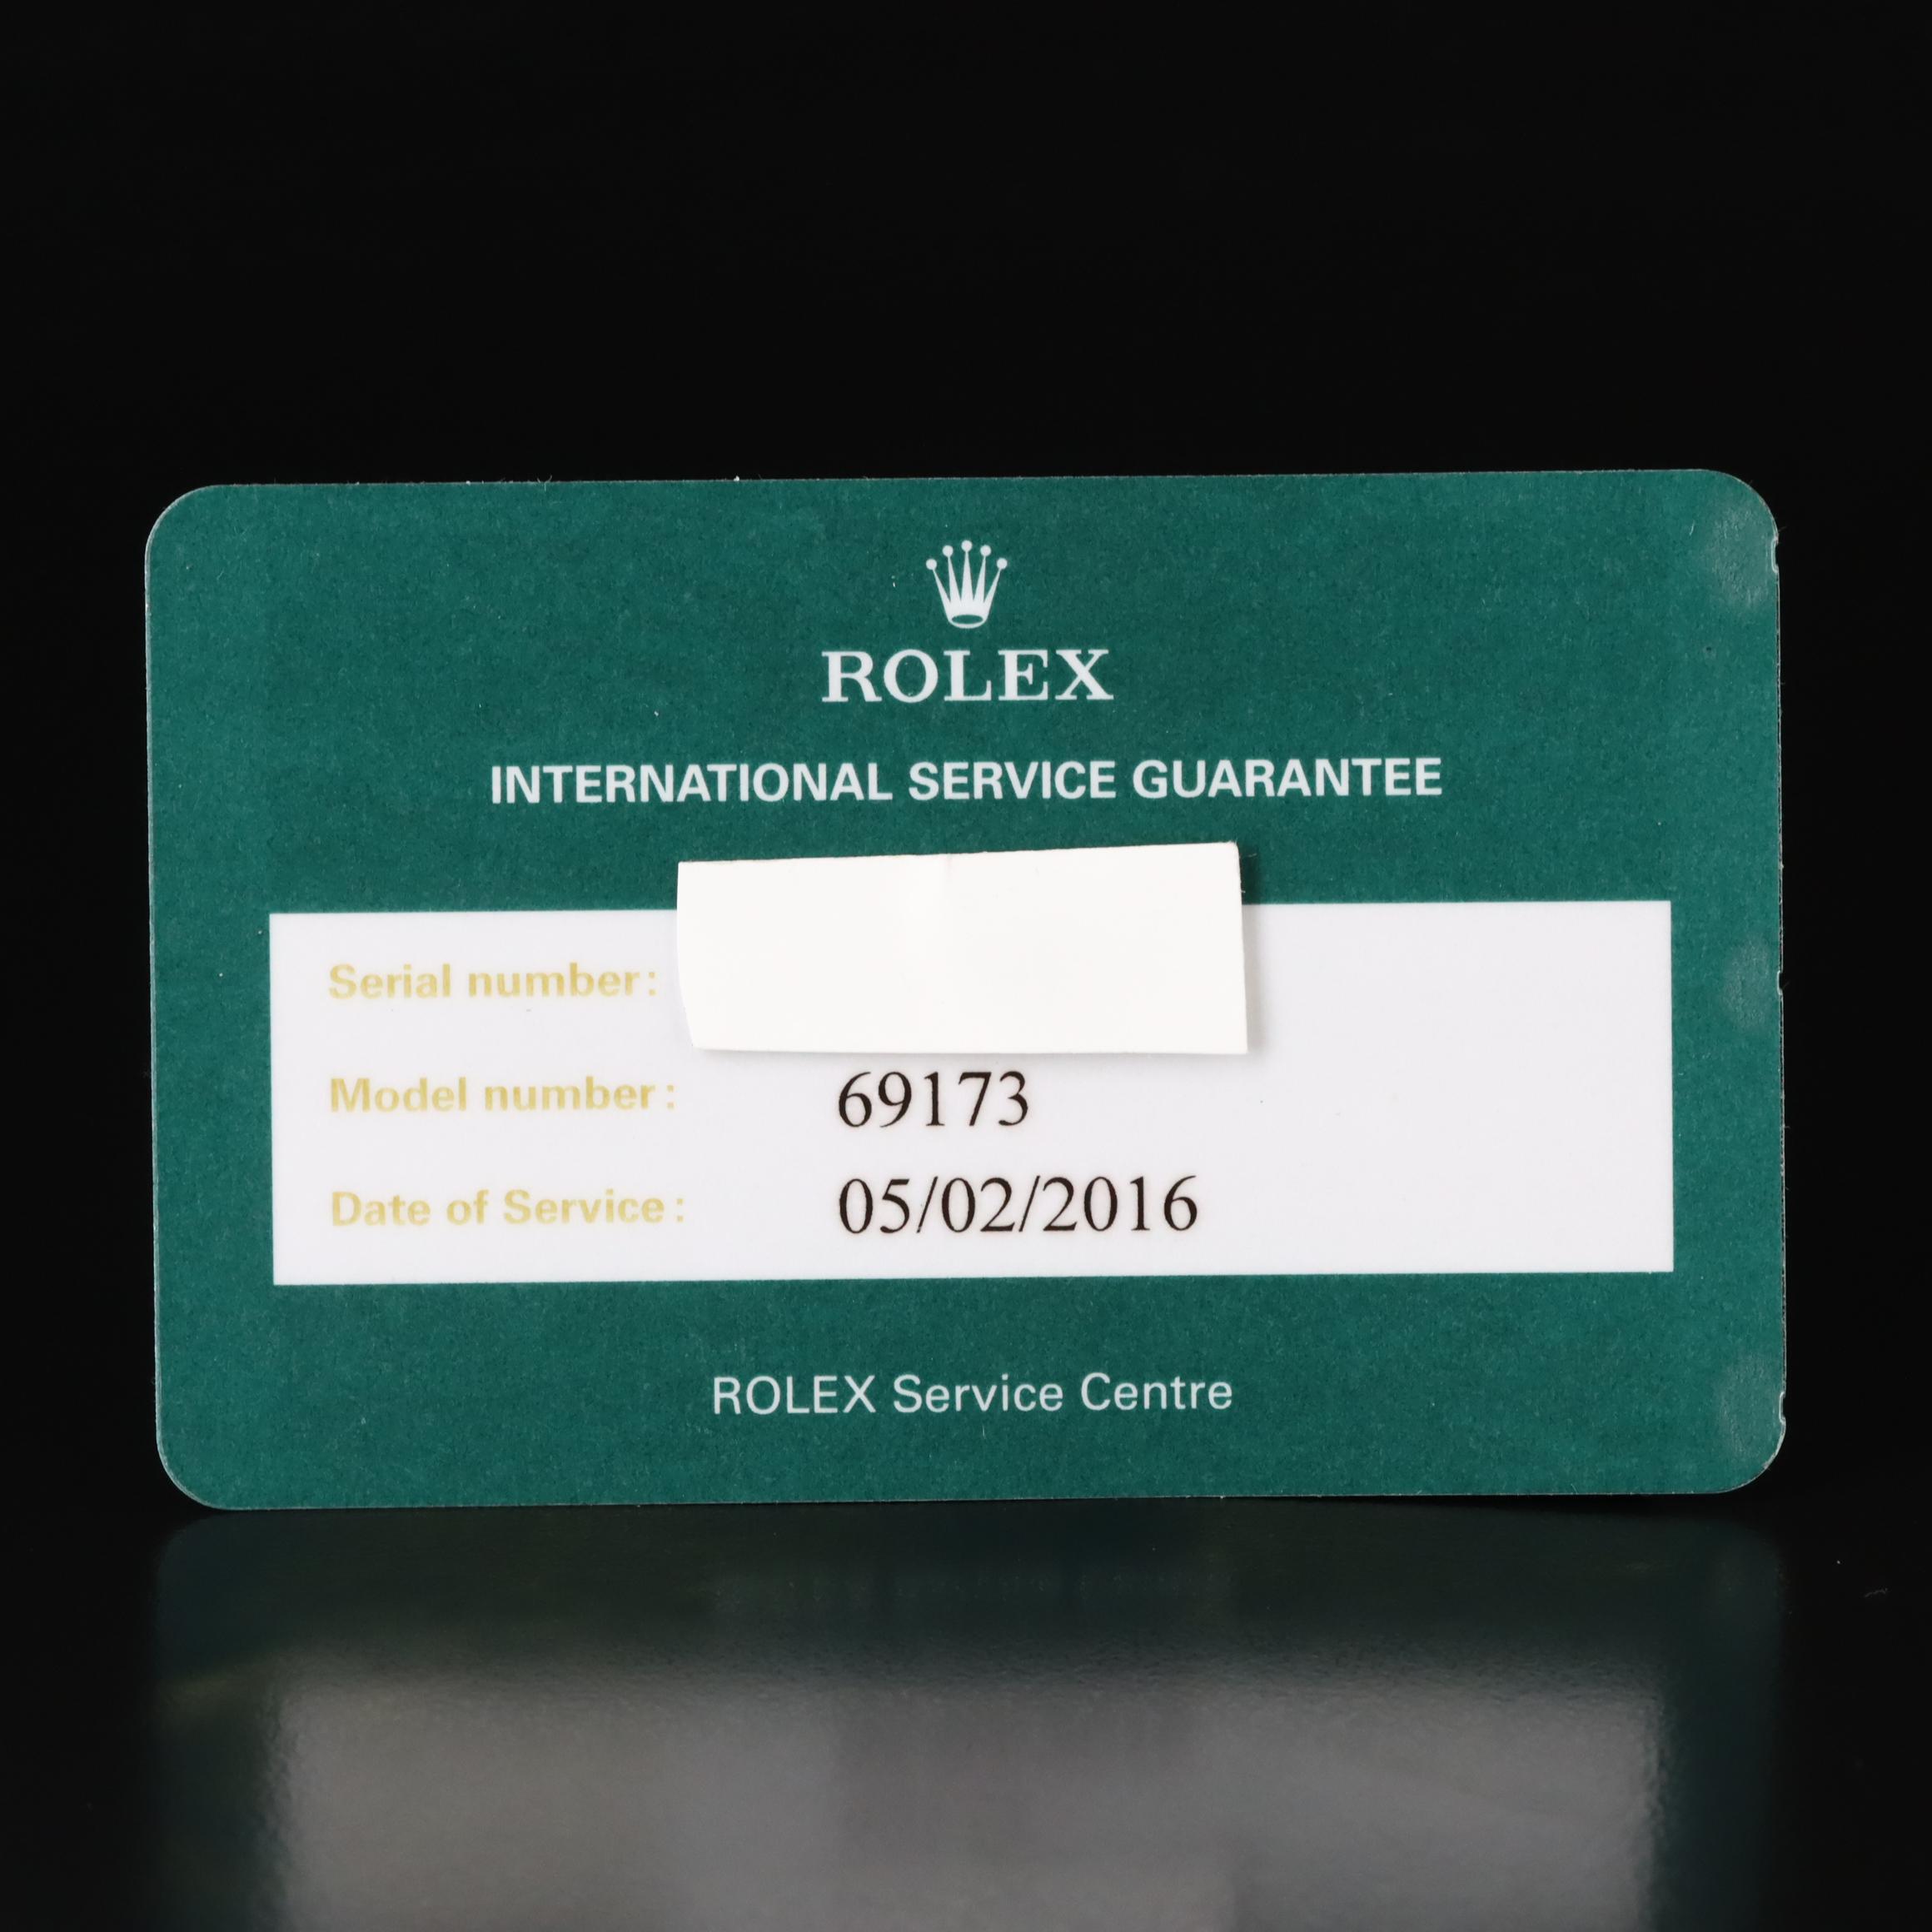 ROLEX
INTERNATIONAL SERVICE GUARANTEE
Serial number:
Model number: 69173
Date of Service: 05/02/2016
ROLEX Service Centre